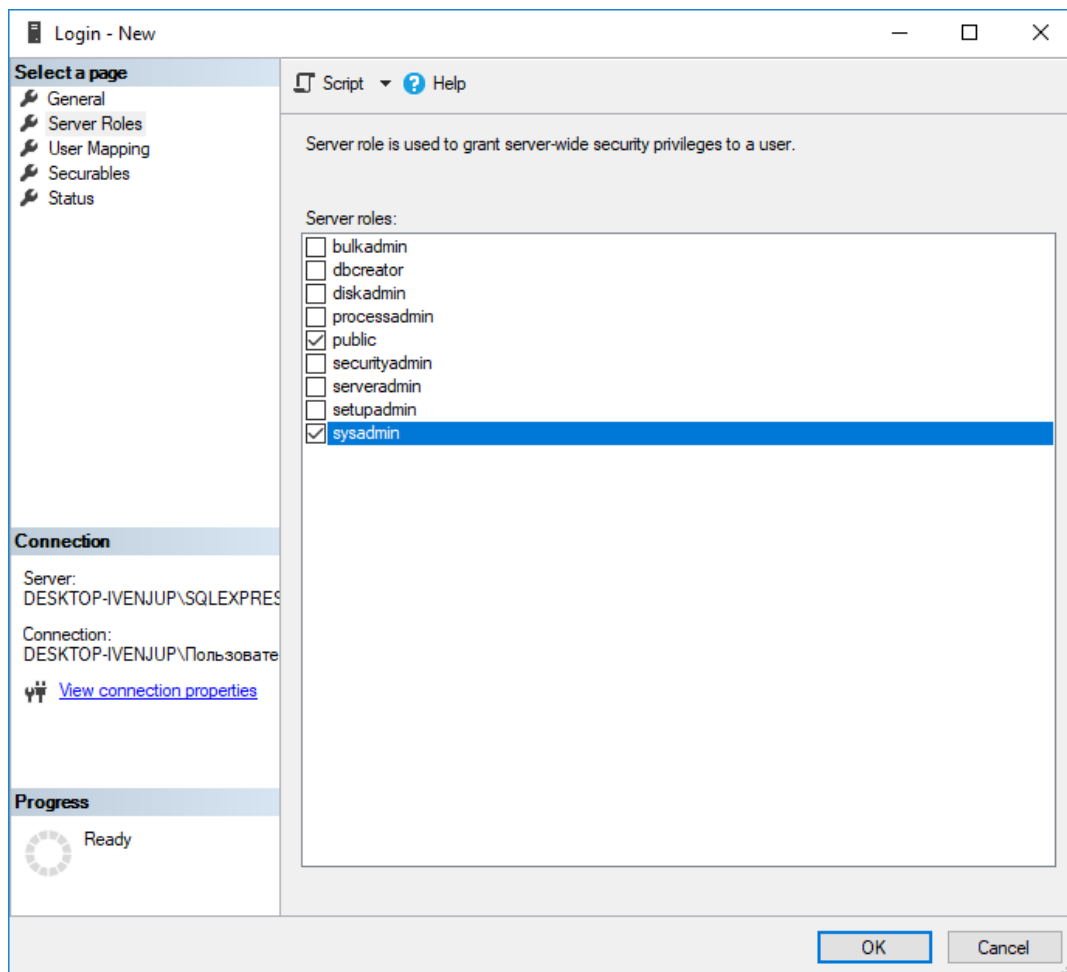 Login - New
Select a page
General
Server Roles
User Mapping
Securables
Status
Script
Help
Server role is used to grant server-wide security privileges to a user.
Server roles:
bulkadmin
dbcreator
diskadmin
processadmin
public
securityadmin
serveradmin
setupadmin
sysadmin
Connection
Server:
DESKTOP-IVENJUP\SQLEXPRES
Connection:
DESKTOP-IVENJUP\Пользовате
View connection properties
Progress
Ready
OK
Cancel